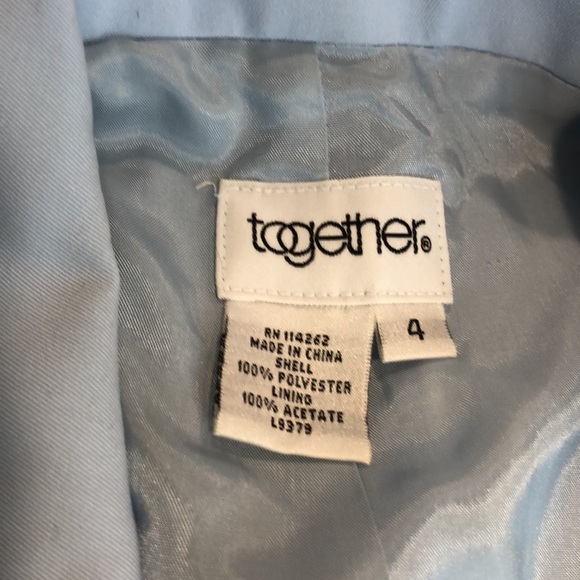 together®
4
RN 114262
MADE IN CHINA
SHELL
100% POLYESTER
LINING
100% ACETATE
L9379